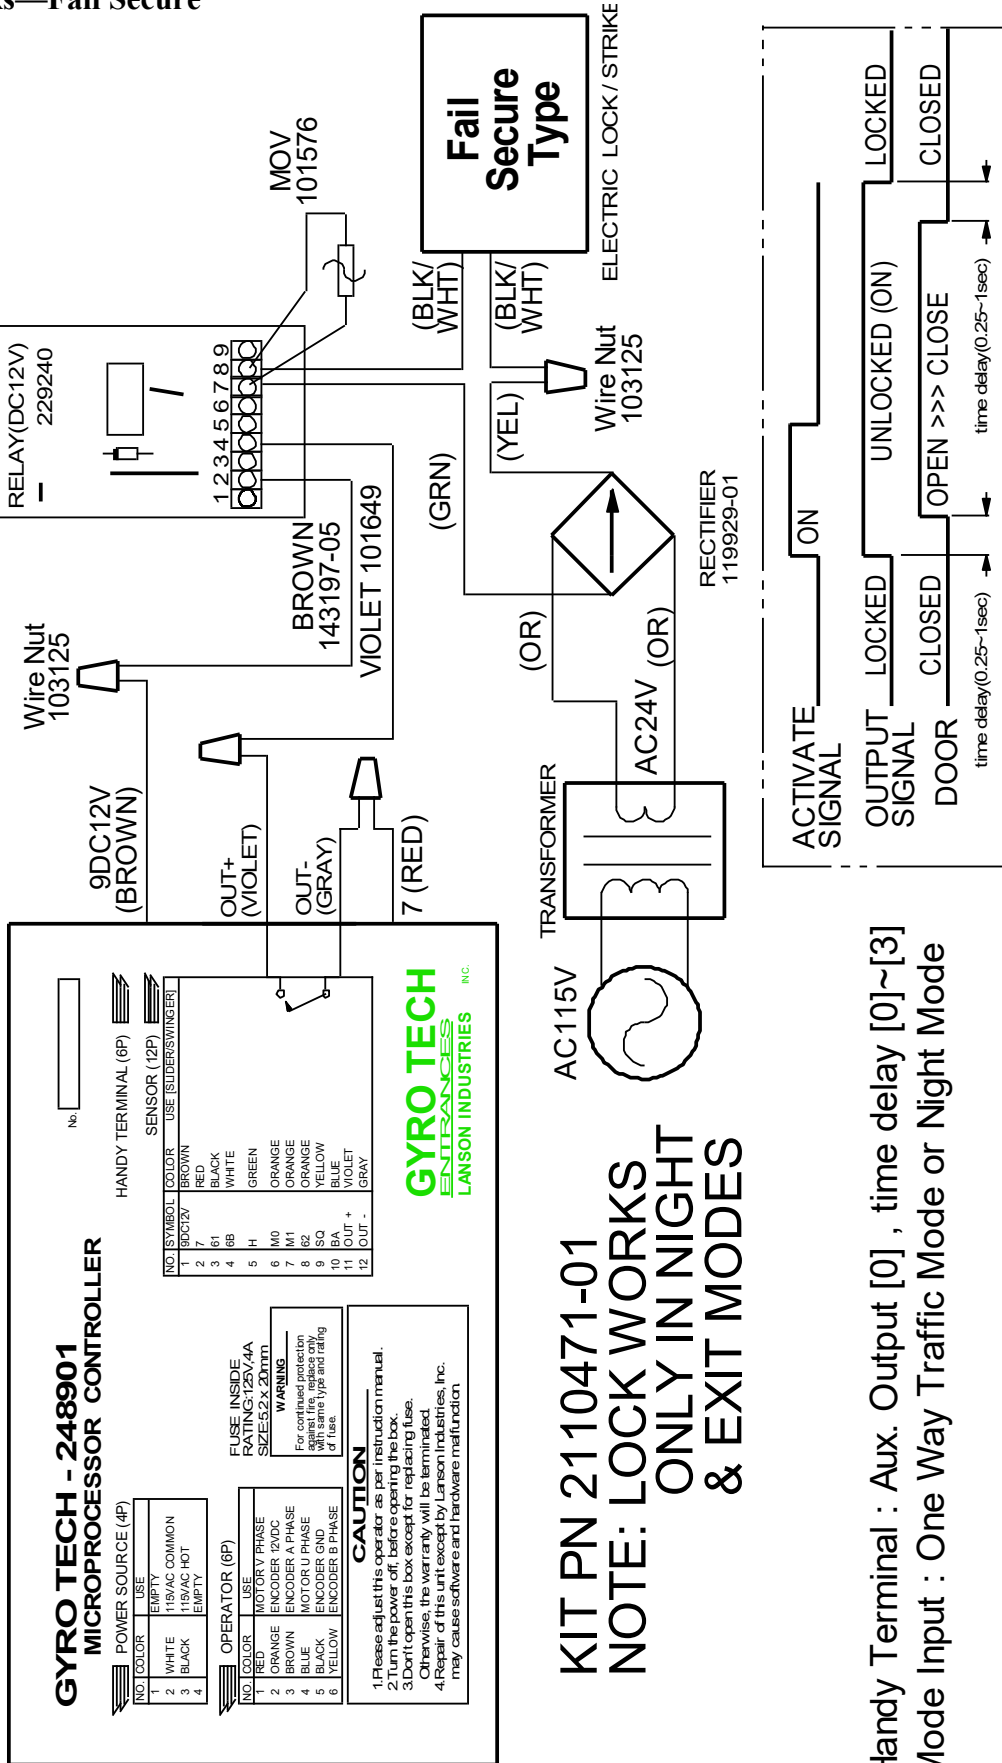 Fail Secure
GYRO TECH - 248901
MICROPROCESSOR CONTROLLER
No.
POWER SOURCE (4P)
NO. COLOR USE
1 EMPTY
2 WHITE 115VAC COMMON
3 BLACK 115VAC HOT
4 EMPTY
OPERATOR (6P)
NO. COLOR USE
1 RED MOTOR V PHASE
2 ORANGE ENCODER 12VDC
3 BROWN ENCODER A PHASE
4 BLUE MOTOR U PHASE
5 BLACK ENCODER GND
6 YELLOW ENCODER B PHASE
FUSE INSIDE
RATING:125V,4A
SIZE:5.2 x 20mm
WARNING
For continued protection
against fire, replace only
with same type and rating
of fuse.
CAUTION
1.Please adjust this operator as per instruction manual.
2.Turn the power off, before opening the box.
3.Don't open this box except for replacing fuse.
Otherwise, the warranty will be terminated.
4.Repair of this unit except by Lanson Industries, Inc.
may cause software and hardware malfunction.
HANDY TERMINAL (6P)
SENSOR (12P)
NO. SYMBOL COLOR USE [SLIDER/SWINGER]
1 9DC12V BROWN
2 7 RED
3 61 BLACK
4 6B WHITE
5 H GREEN
6 M0 ORANGE
7 M1 ORANGE
8 62 ORANGE
9 SQ YELLOW
10 BA BLUE
11 OUT + VIOLET
12 OUT - GRAY
GYRO TECH
ENTRANCES
LANSON INDUSTRIES INC.
9DC12V
(BROWN)
OUT+
(VIOLET)
OUT-
(GRAY)
7 (RED)
Wire Nut
103125
BROWN
143197-05
VIOLET 101649
RELAY(DC12V)
229240
1 2 3 4 5 6 7 8 9
MOV
101576
(GRN)
(YEL)
(BLK/
WHT)
(BLK/
WHT)
Wire Nut
103125
Fail
Secure
Type
ELECTRIC LOCK / STRIKE
KIT PN 2110471-01
NOTE: LOCK WORKS
ONLY IN NIGHT
& EXIT MODES
AC115V
TRANSFORMER
AC24V
(OR)
(OR)
RECTIFIER
119929-01
ACTIVATE
SIGNAL
ON
OUTPUT
SIGNAL
LOCKED UNLOCKED (ON) LOCKED
DOOR
CLOSED OPEN >>> CLOSE CLOSED
time delay(0.25~1sec) time delay(0.25~1sec)
Handy Terminal : Aux. Output [0] , time delay [0]~[3]
Mode Input : One Way Traffic Mode or Night Mode